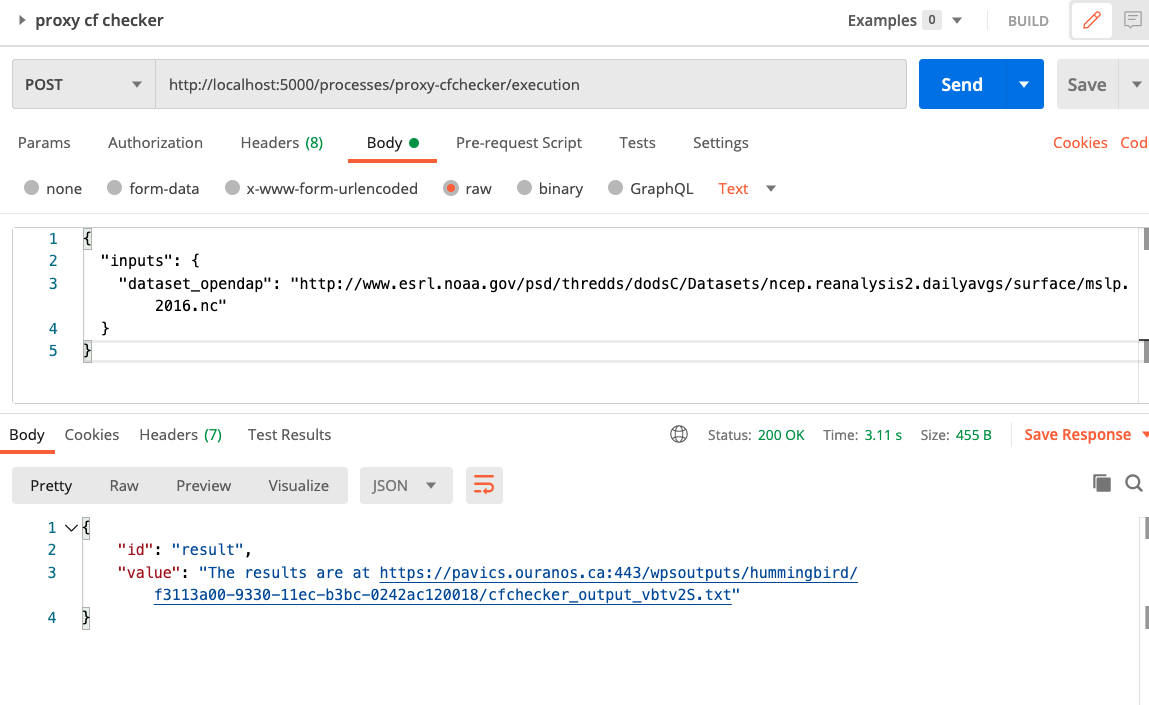 proxy cf checker Examples 0 BUILD
POST http://localhost:5000/processes/proxy-cfchecker/execution Send Save
Params Authorization Headers (8) Body Pre-request Script Tests Settings Cookies Cod
none form-data x-www-form-urlencoded raw binary GraphQL Text
1 {
2 "inputs": {
3 "dataset_opendap": "http://www.esrl.noaa.gov/psd/thredds/dodsC/Datasets/ncep.reanalysis2.dailyavgs/surface/mslp.
2016.nc"
4 }
5 }
Body Cookies Headers (7) Test Results Status: 200 OK Time: 3.11 s Size: 455 B Save Response
Pretty Raw Preview Visualize JSON
1 {
2 "id": "result",
3 "value": "The results are at https://pavics.ouranos.ca:443/wpsoutputs/hummingbird/
f3113a00-9330-11ec-b3bc-0242ac120018/cfchecker_output_vbtv2S.txt"
4 }